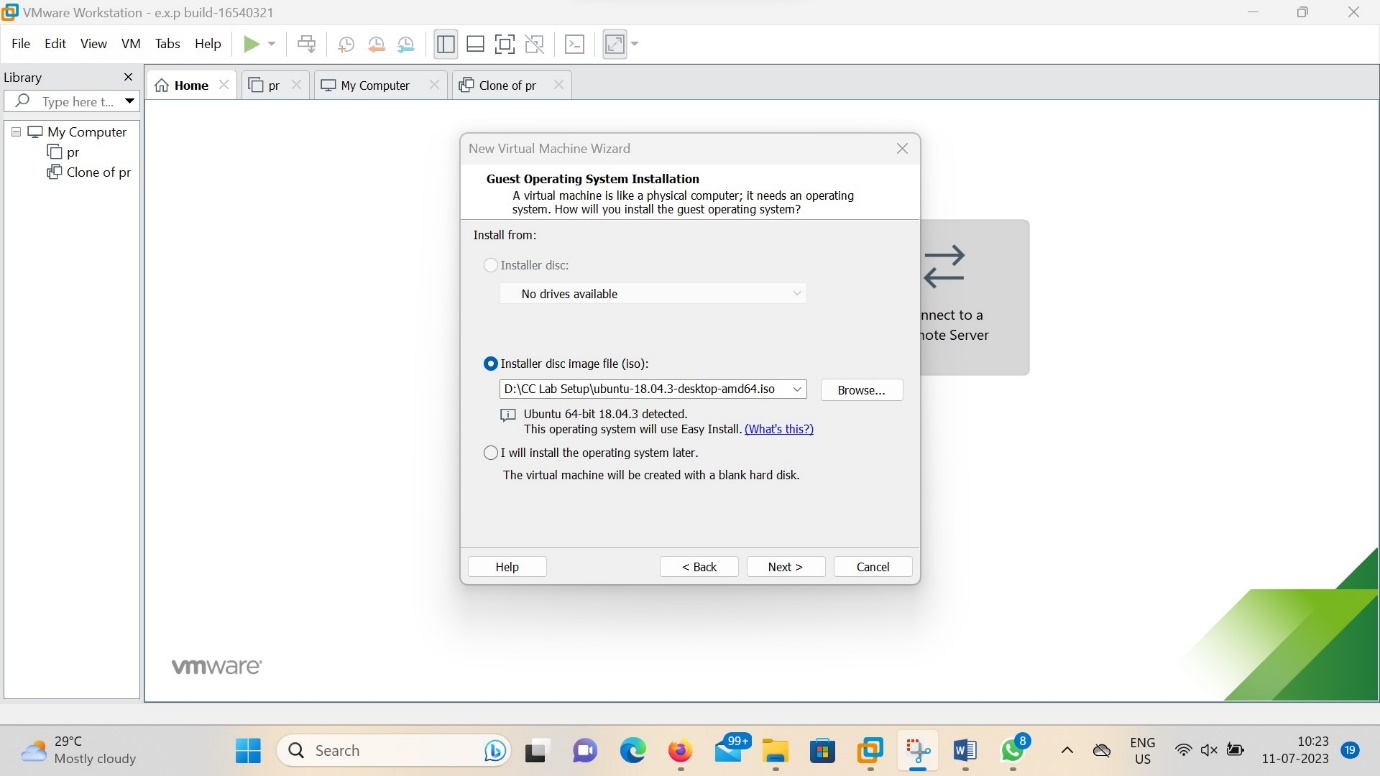 VMware Workstation - e.x.p build-16540321
File Edit View VM Tabs Help
Library
Type here t...
My Computer
pr
Clone of pr
Home
pr
My Computer
Clone of pr
New Virtual Machine Wizard
Guest Operating System Installation
A virtual machine is like a physical computer; it needs an operating
system. How will you install the guest operating system?
Install from:
Installer disc:
No drives available
Installer disc image file (iso):
D:\CC Lab Setup\ubuntu-18.04.3-desktop-amd64.iso
Browse...
Ubuntu 64-bit 18.04.3 detected.
This operating system will use Easy Install. (What's this?)
I will install the operating system later.
The virtual machine will be created with a blank hard disk.
Help
< Back
Next >
Cancel
nnect to a
note Server
vmware
29°C
Mostly cloudy
Search
99+
8
ENG
US
10:23
11-07-2023
19